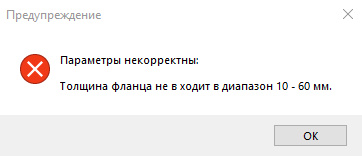 Предупреждение
Параметры некорректны:
Толщина фланца не в ходит в диапазон 10 - 60 мм.
OK